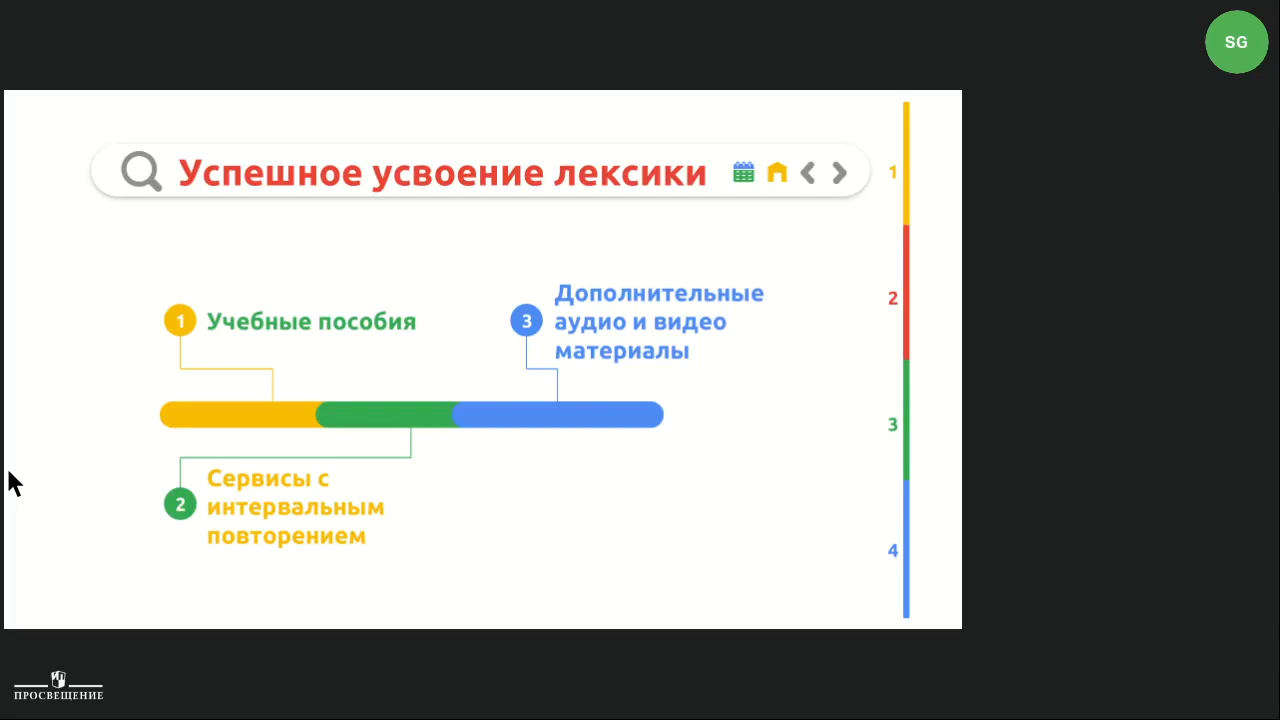 SG
Успешное усвоение лексики
1
Учебные пособия
3
Дополнительные
аудио и видео
материалы
2
Сервисы с
интервальным
повторением
1
2
3
4
ПРОСВЕЩЕНИЕ